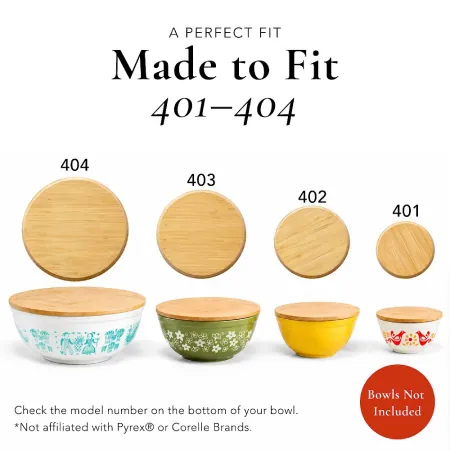 A PERFECT FIT
Made to Fit
401–404
404
403
402
401
Bowls Not
Included
Check the model number on the bottom of your bowl.
*Not affiliated with Pyrex® or Corelle Brands.